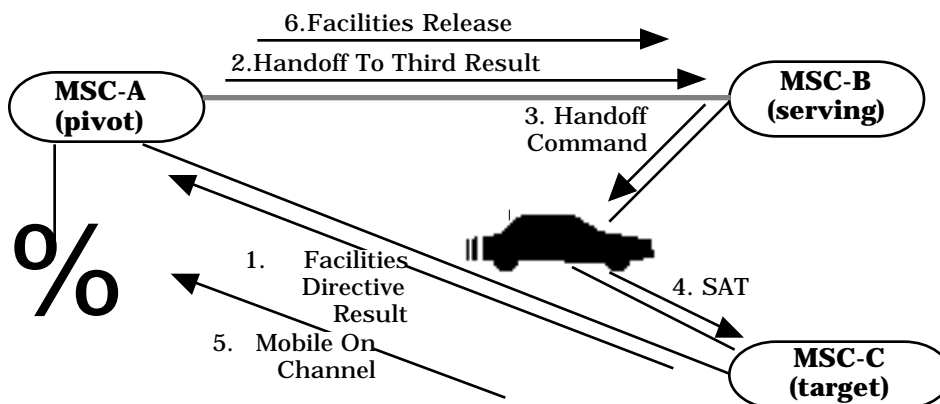 6.Facilities Release
2.Handoff To Third Result
MSC-A
(pivot)
MSC-B
(serving)
3. Handoff
Command
%
1. Facilities
Directive
Result
4. SAT
5. Mobile On
Channel
MSC-C
(target)